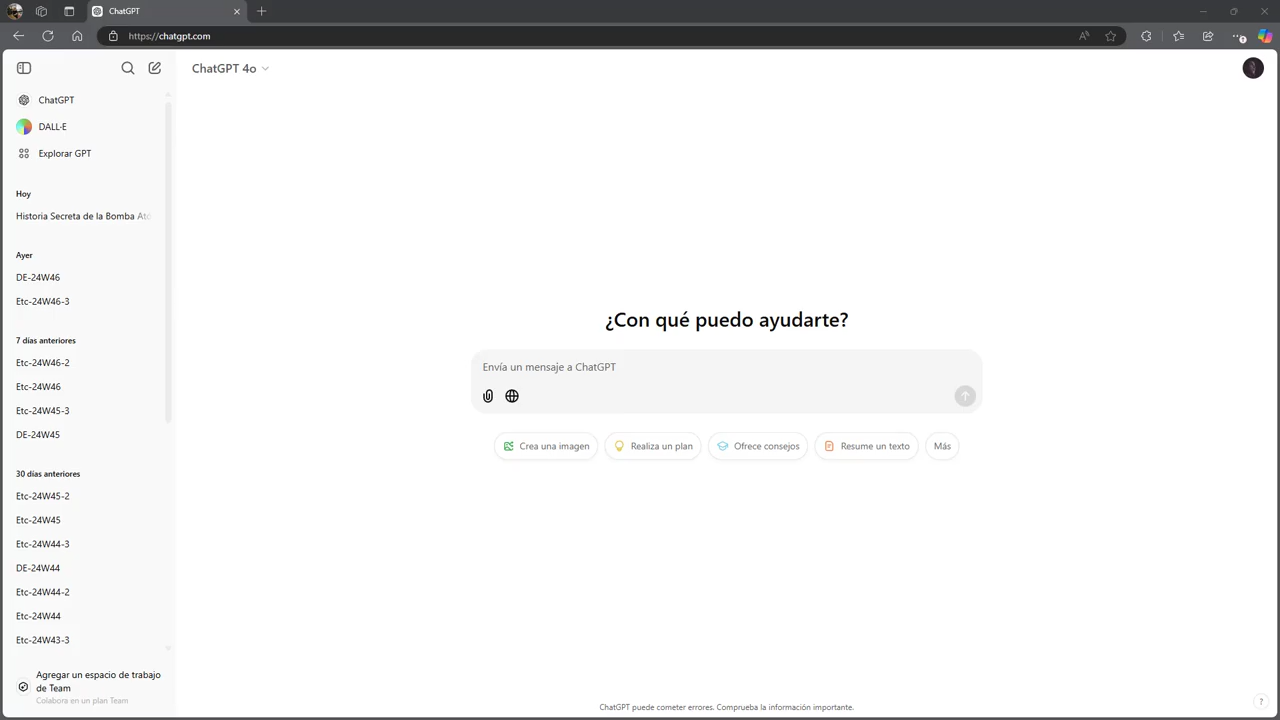 ChatGPT
https://chatgpt.com
ChatGPT 4o
ChatGPT
DALL-E
Explorar GPT
Hoy
Historia Secreta de la Bomba Ató
Ayer
DE-24W46
Etc-24W46-3
7 días anteriores
Etc-24W46-2
Etc-24W46
Etc-24W45-3
DE-24W45
30 días anteriores
Etc-24W45-2
Etc-24W45
Etc-24W44-3
DE-24W44
Etc-24W44-2
Etc-24W44
Etc-24W43-3
Agregar un espacio de trabajo
de Team
Colabora en un plan Team
¿Con qué puedo ayudarte?
Envía un mensaje a ChatGPT
Crea una imagen Realiza un plan Ofrece consejos Resume un texto Más
ChatGPT puede cometer errores. Comprueba la información importante.
?